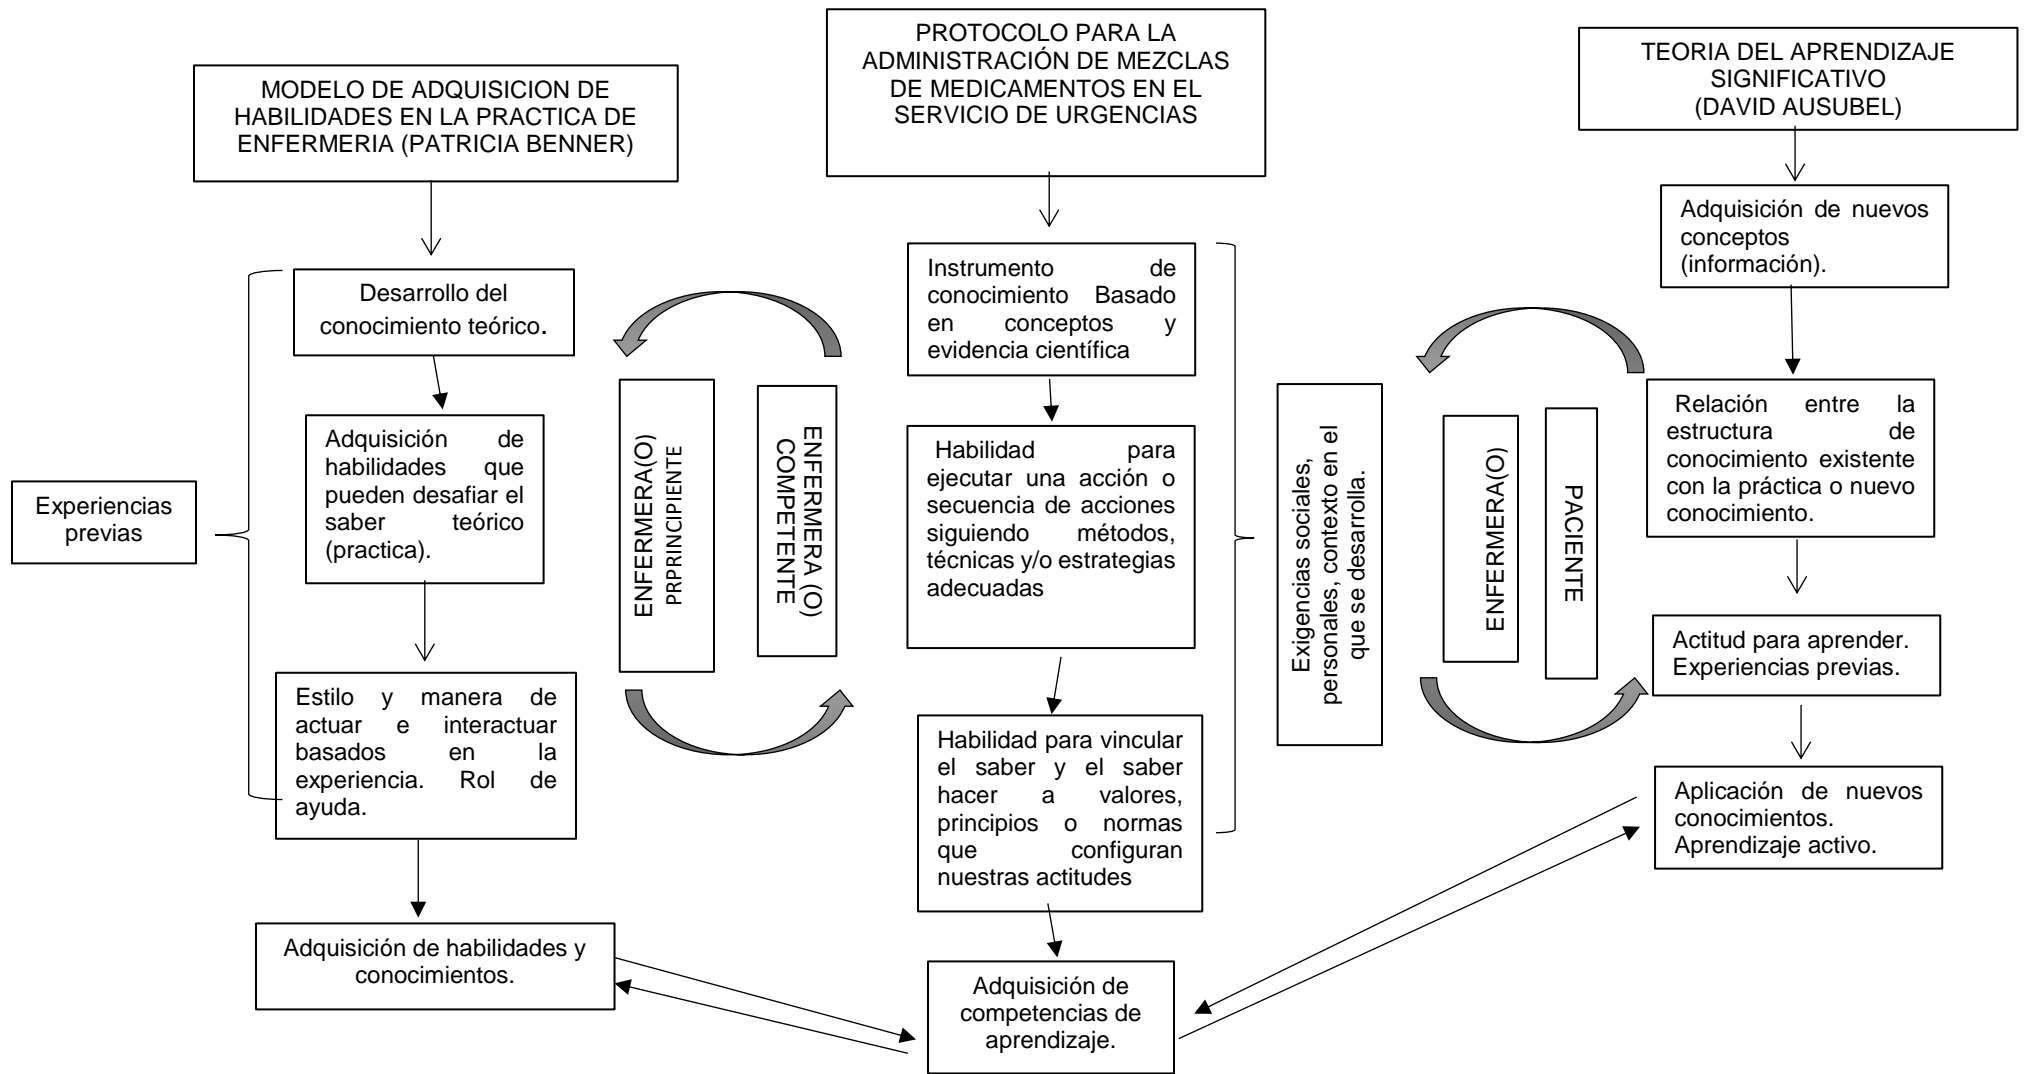 MODELO DE ADQUISICION DE
HABILIDADES EN LA PRACTICA DE
ENFERMERIA (PATRICIA BENNER)
PROTOCOLO PARA LA
ADMINISTRACIÓN DE MEZCLAS
DE MEDICAMENTOS EN EL
SERVICIO DE URGENCIAS
TEORIA DEL APRENDIZAJE
SIGNIFICATIVO
(DAVID AUSUBEL)
Experiencias
previas
Desarrollo del
conocimiento teórico.
Adquisición de
habilidades que
pueden desafiar el
saber teórico
(practica).
Estilo y manera de
actuar e interactuar
basados en la
experiencia. Rol de
ayuda.
Adquisición de habilidades y
conocimientos.
ENFERMERA(O)
PRPRINCIPIENTE
ENFERMERA (O)
COMPETENTE
Instrumento de
conocimiento Basado
en conceptos y
evidencia científica
Habilidad para
ejecutar una acción o
secuencia de acciones
siguiendo métodos,
técnicas y/o estrategias
adecuadas
Habilidad para vincular
el saber y el saber
hacer a valores,
principios o normas
que configuran
nuestras actitudes
Adquisición de
competencias de
aprendizaje.
Exigencias sociales,
personales, contexto en el
que se desarrolla.
ENFERMERA(O)
PACIENTE
Adquisición de nuevos
conceptos
(información).
Relación entre la
estructura de
conocimiento existente
con la práctica o nuevo
conocimiento.
Actitud para aprender.
Experiencias previas.
Aplicación de nuevos
conocimientos.
Aprendizaje activo.